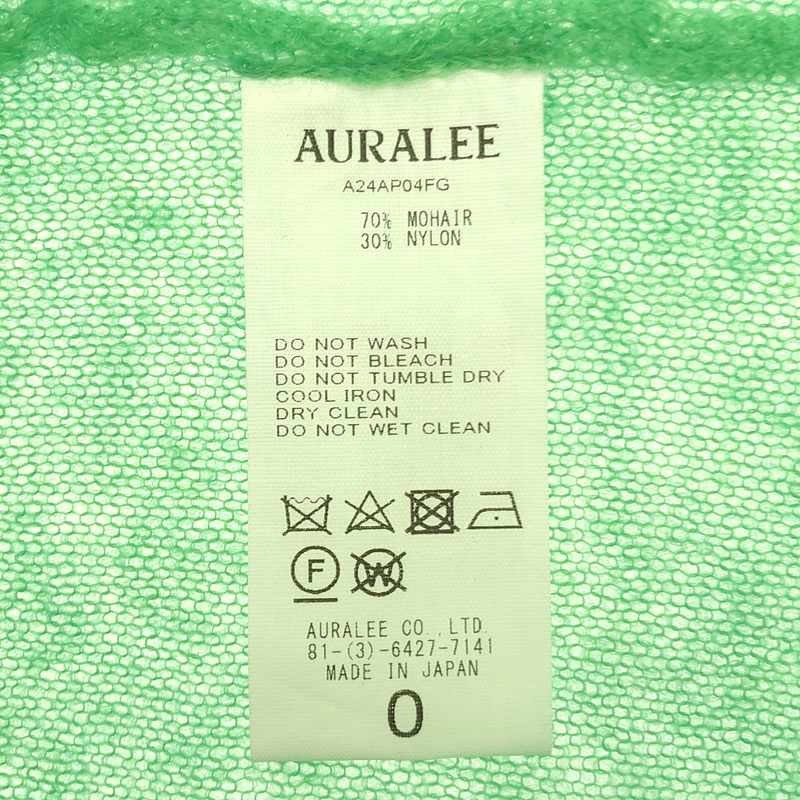 AURALEE
A24AP04FG
70% MOHAIR
30% NYLON
DO NOT WASH
DO NOT BLEACH
DO NOT TUMBLE DRY
COOL IRON
DRY CLEAN
DO NOT WET CLEAN
F W
AURALEE CO.,LTD
81-(3)-6427-7141
MADE IN JAPAN
0